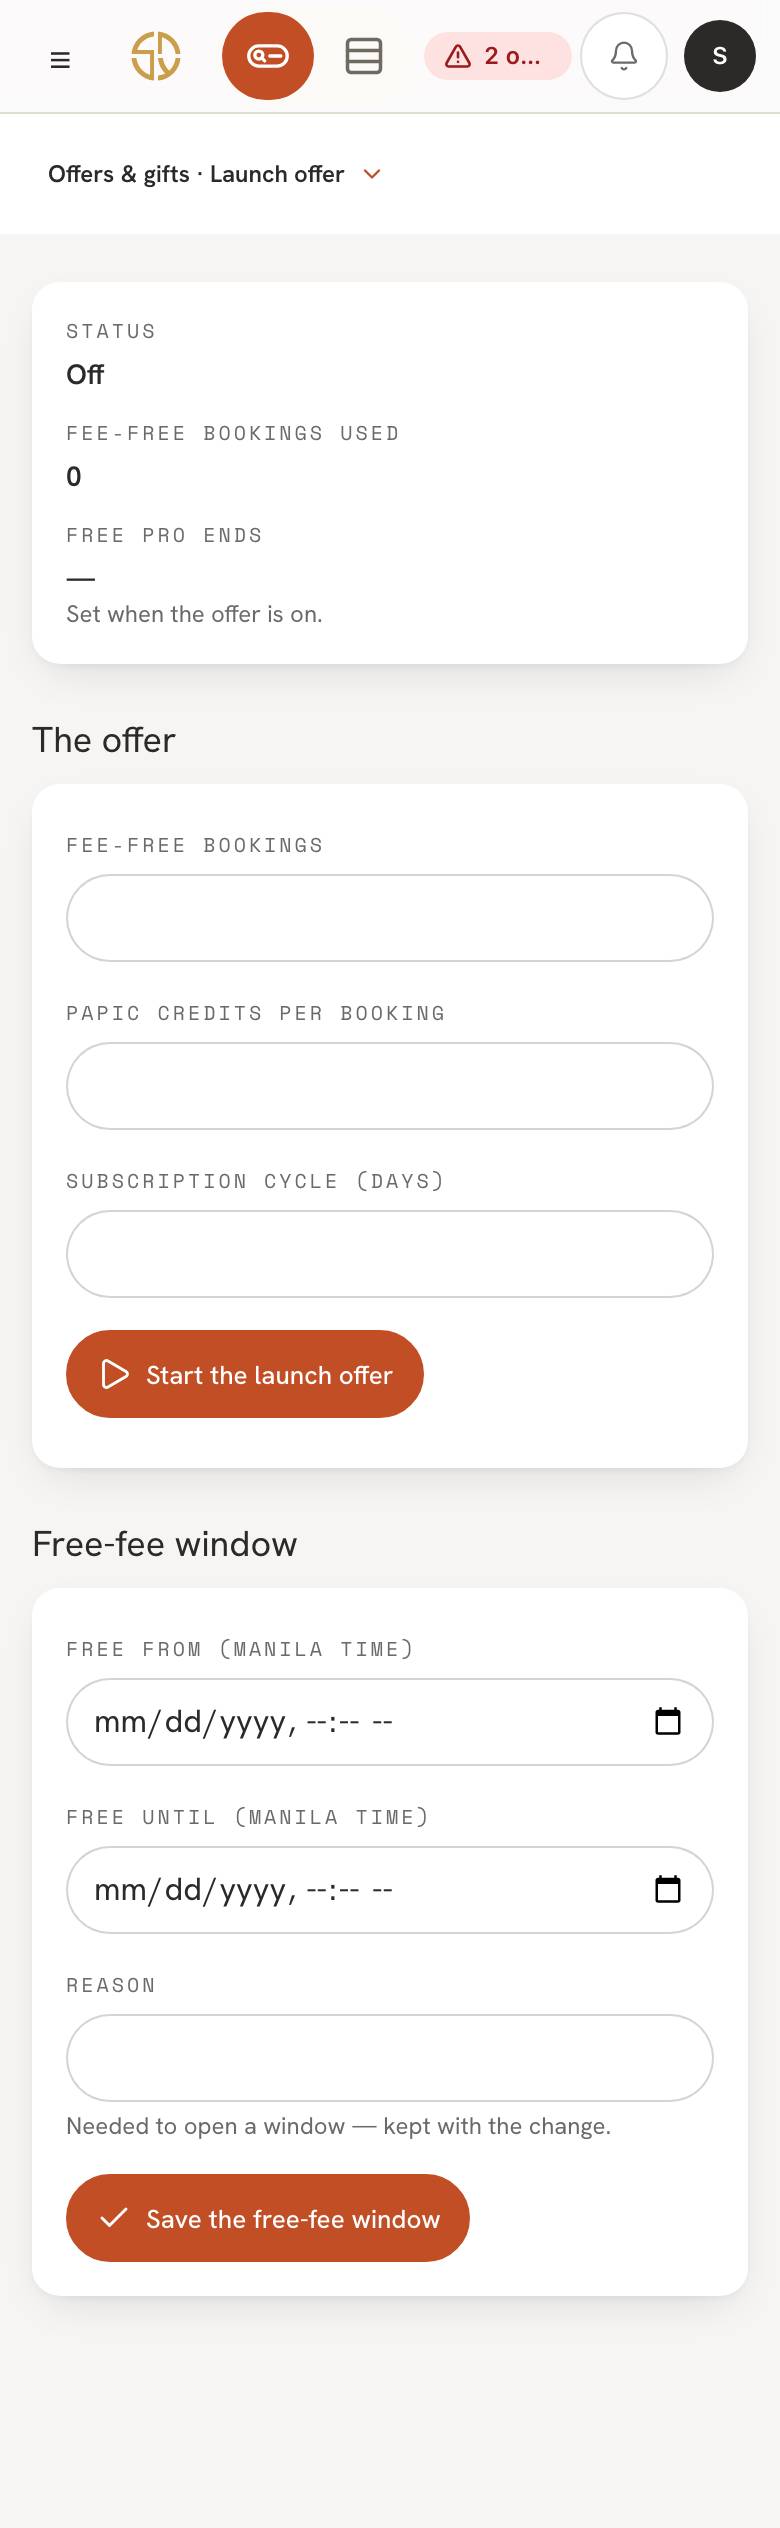 2 o...
S
Offers & gifts · Launch offer
STATUS
Off
FEE-FREE BOOKINGS USED
0
FREE PRO ENDS
—
Set when the offer is on.
The offer
FEE-FREE BOOKINGS
PAPIC CREDITS PER BOOKING
SUBSCRIPTION CYCLE (DAYS)
Start the launch offer
Free-fee window
FREE FROM (MANILA TIME)
mm/dd/yyyy, --:-- --
FREE UNTIL (MANILA TIME)
mm/dd/yyyy, --:-- --
REASON
Needed to open a window — kept with the change.
Save the free-fee window